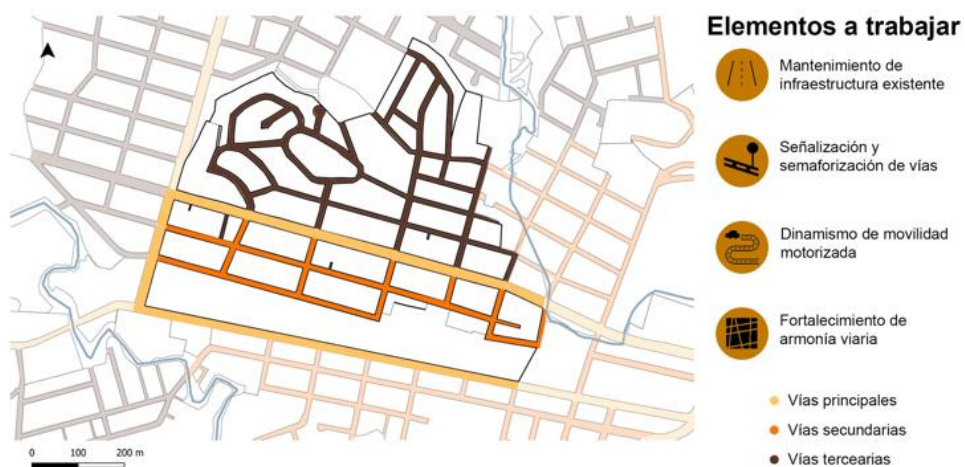 Elementos a trabajar
Mantenimiento de
infraestructura existente
Señalización y
semaforización de vías
Dinamismo de movilidad
motorizada
Fortalecimiento de
armonía viaria
Vías principales
Vías secundarias
Vías tercearias
0 100 200 m